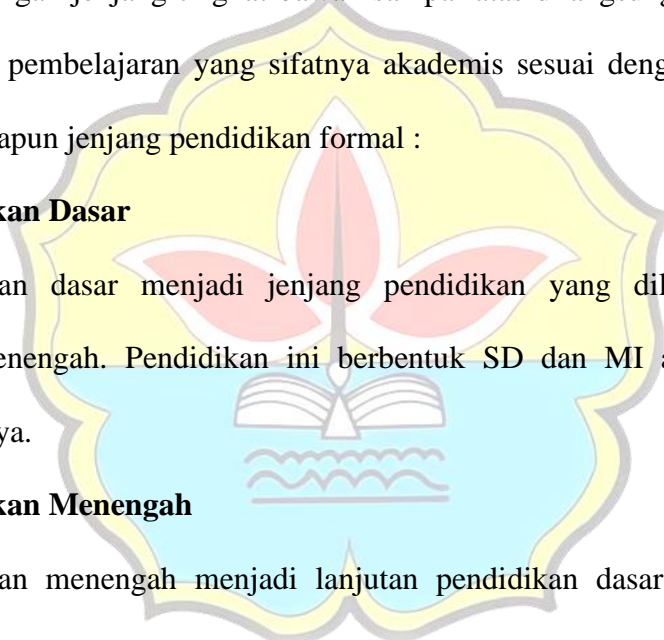 pembelajaran yang sifatnya akademis sesuai deng
apun jenjang pendidikan formal :
kan Dasar
an dasar menjadi jenjang pendidikan yang dil
enengah. Pendidikan ini berbentuk SD dan MI a
ya.
kan Menengah
an menengah menjadi lanjutan pendidikan dasar